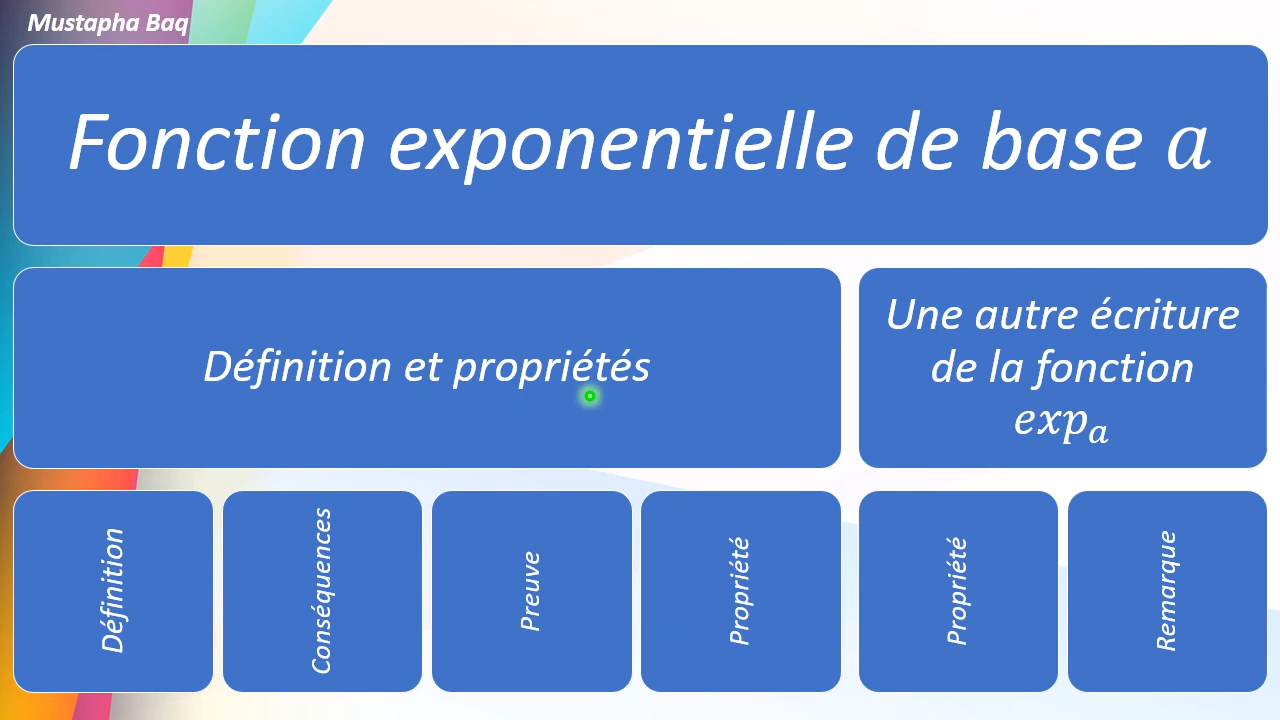 Mustapha Baq
Fonction exponentielle de base a
Définition et propriétés
Une autre écriture
de la fonction
expₐ
Définition
Conséquences
Preuve
Propriété
Propriété
Remarque